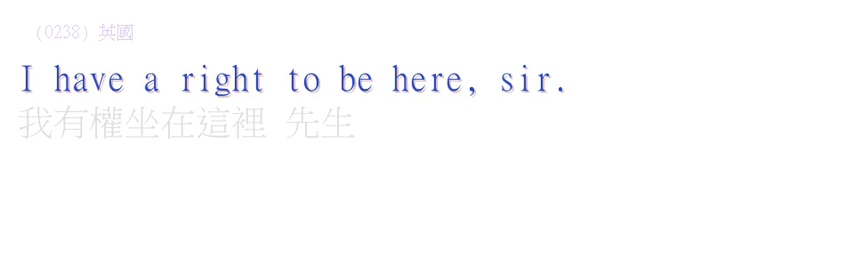 (0238) 英國
I have a right to be here, sir.
我有權坐在這裡 先生